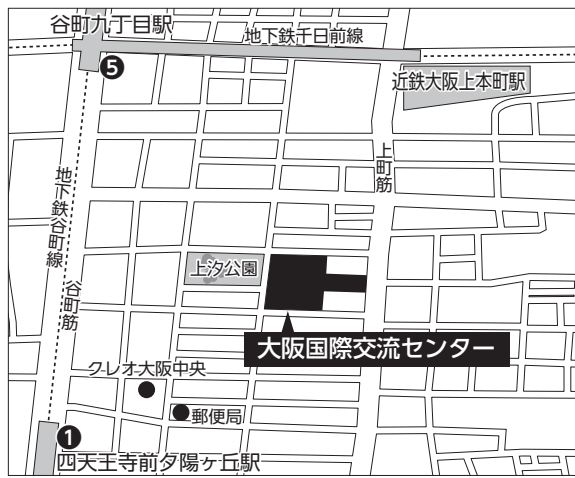 谷町九丁目駅
地下鉄千日前線
❺
近鉄大阪上本町駅
上町筋
地下鉄谷町線
谷町筋
上汐公園
大阪国際交流センター
クレオ大阪中央
郵便局
❶
四天王寺前夕陽ヶ丘駅